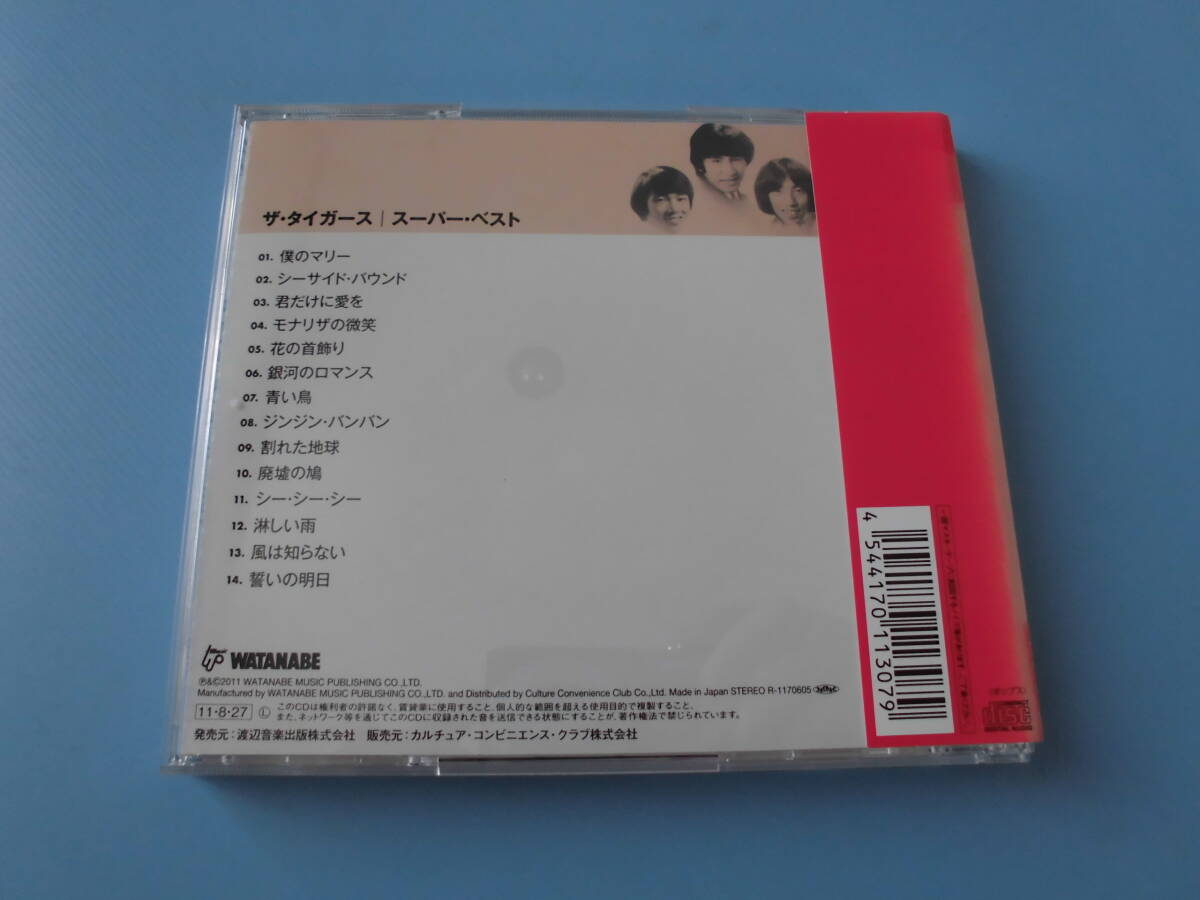 ザ・タイガース｜スーパー・ベスト
01. 僕のマリー
02. シーサイド・バウンド
03. 君だけに愛を
04. モナリザの微笑
05. 花の首飾り
06. 銀河のロマンス
07. 青い鳥
08. ジンジン・バンバン
09. 割れた地球
10. 廃墟の鳩
11. シー・シー・シー
12. 淋しい雨
13. 風は知らない
14. 誓いの明日
WATANABE
Ⓟ&©2011 WATANABE MUSIC PUBLISHING CO.,LTD.
Manufactured by WATANABE MUSIC PUBLISHING CO.,LTD. and Distributed by Culture Convenience Club Co.,Ltd. Made in Japan STEREO R-1170605
11・8・27 Ⓛ このCDは権利者の許諾なく、賃貸業に使用すること、個人的な範囲を超える使用目的で複製すること、
また、ネットワーク等を通じてこのCDに収録された音を送信できる状態にすることが、著作権法で禁じられています。
発売元：渡辺音楽出版株式会社 販売元：カルチュア・コンビニエンス・クラブ株式会社
4544170113079
(ポップス)
DIGITAL AUDIO